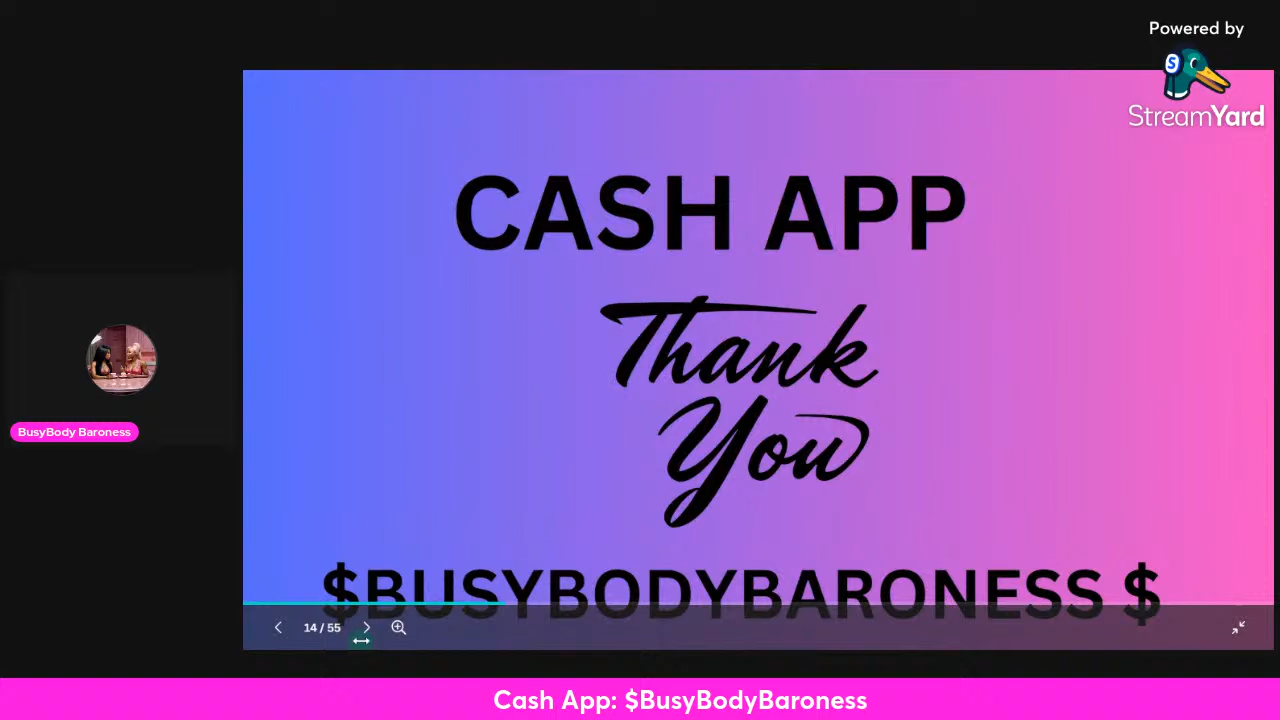 Powered by
StreamYard
CASH APP
Thank
You
BusyBody Baroness
$BUSYBODYBARONESS $
14 / 55
Cash App: $BusyBodyBaroness